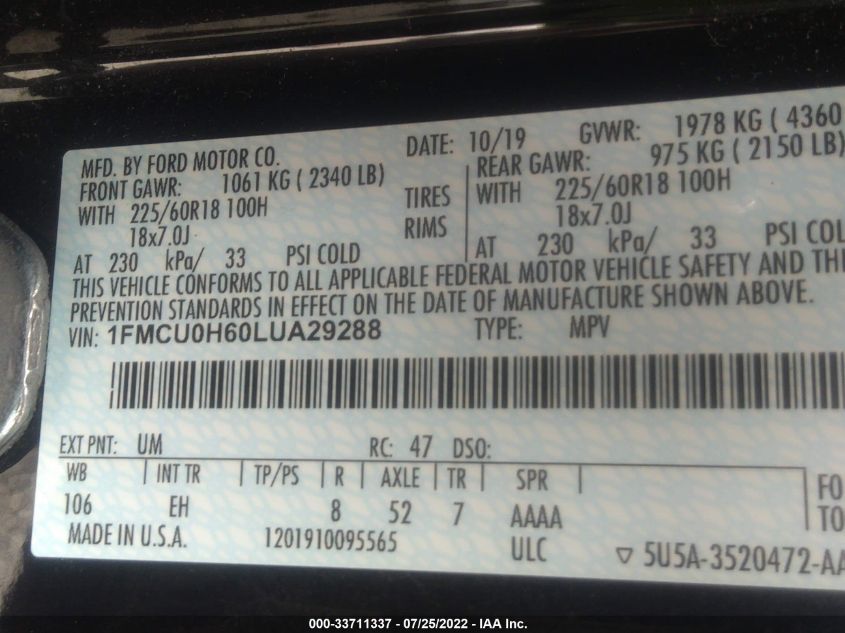 MFD. BY FORD MOTOR CO. DATE: 10/19 GVWR: 1978 KG ( 4360
FRONT GAWR: 1061 KG ( 2340 LB) REAR GAWR: 975 KG ( 2150 LB)
WITH 225/60R18 100H TIRES WITH 225/60R18 100H
18x7.0J RIMS 18x7.0J
AT 230 kPa/ 33 PSI COLD AT 230 kPa/ 33 PSI COL
THIS VEHICLE CONFORMS TO ALL APPLICABLE FEDERAL MOTOR VEHICLE SAFETY AND THE
PREVENTION STANDARDS IN EFFECT ON THE DATE OF MANUFACTURE SHOWN ABOVE.
VIN: 1FMCU0H60LUA29288 TYPE: MPV
EXT PNT: UM RC: 47 DSO:
WB INT TR TP/PS R AXLE TR SPR FO
106 EH 8 52 7 AAAA TO
MADE IN U.S.A. 1201910095565 ULC ▽ 5U5A-3520472-AA
000-33711337 - 07/25/2022 - IAA Inc.